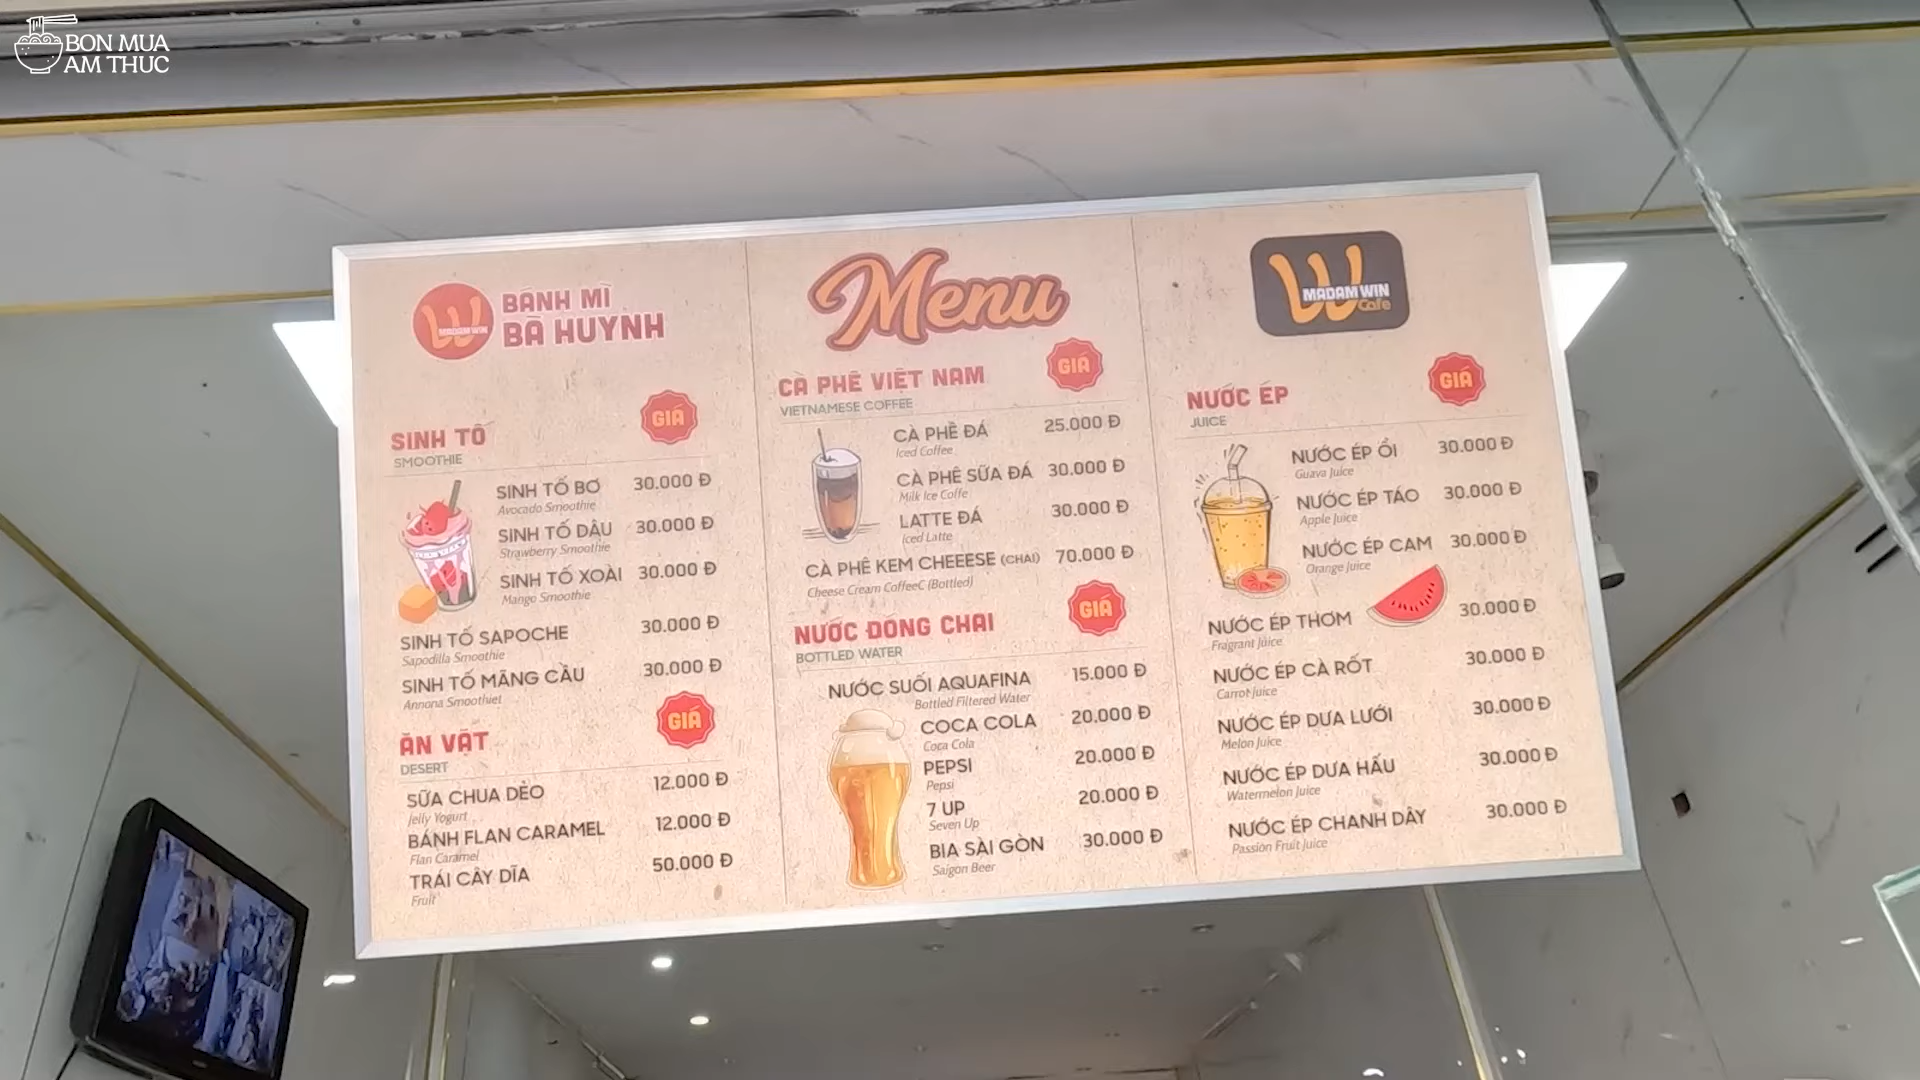 BON MUA
AM THUC
MADAM WIN
BÁNH MÌ
BÀ HUYNH
SINH TỐ
GIÁ
SMOOTHIE
SINH TỐ BƠ 30.000 Đ
Avocado Smoothie
SINH TỐ DÂU 30.000 Đ
Strawberry Smoothie
SINH TỐ XOÀI 30.000 Đ
Mango Smoothie
SINH TỐ SAPOCHE 30.000 Đ
Sapodilla Smoothie
SINH TỐ MÃNG CẦU 30.000 Đ
Annona Smoothiet
ĂN VẶT
GIÁ
DESERT
SỮA CHUA DẺO 12.000 Đ
Jelly Yogurt
BÁNH FLAN CARAMEL 12.000 Đ
Flan Caramel
TRÁI CÂY DĨA 50.000 Đ
Fruit
Menu
CÀ PHÊ VIỆT NAM
GIÁ
VIETNAMESE COFFEE
CÀ PHÊ ĐÁ 25.000 Đ
Iced Coffee
CÀ PHÊ SỮA ĐÁ 30.000 Đ
Milk Ice Coffe
LATTE ĐÁ 30.000 Đ
Iced Latte
CÀ PHÊ KEM CHEEESE (CHAI) 70.000 Đ
Cheese Cream CoffeeC (Bottled)
NƯỚC ĐÓNG CHAI
GIÁ
BOTTLED WATER
NƯỚC SUỐI AQUAFINA 15.000 Đ
Bottled Filtered Water
COCA COLA 20.000 Đ
Coca Cola
PEPSI 20.000 Đ
Pepsi
7 UP 20.000 Đ
Seven Up
BIA SÀI GÒN 30.000 Đ
Saigon Beer
MADAM WIN
Cafe
NƯỚC ÉP
GIÁ
JUICE
NƯỚC ÉP ỔI 30.000 Đ
Guava Juice
NƯỚC ÉP TÁO 30.000 Đ
Apple Juice
NƯỚC ÉP CAM 30.000 Đ
Orange Juice
NƯỚC ÉP THƠM 30.000 Đ
Fragrant Juice
NƯỚC ÉP CÀ RỐT 30.000 Đ
Carrot Juice
NƯỚC ÉP DƯA LƯỚI 30.000 Đ
Melon Juice
NƯỚC ÉP DƯA HẤU 30.000 Đ
Watermelon Juice
NƯỚC ÉP CHANH DÂY 30.000 Đ
Passion Fruit Juice